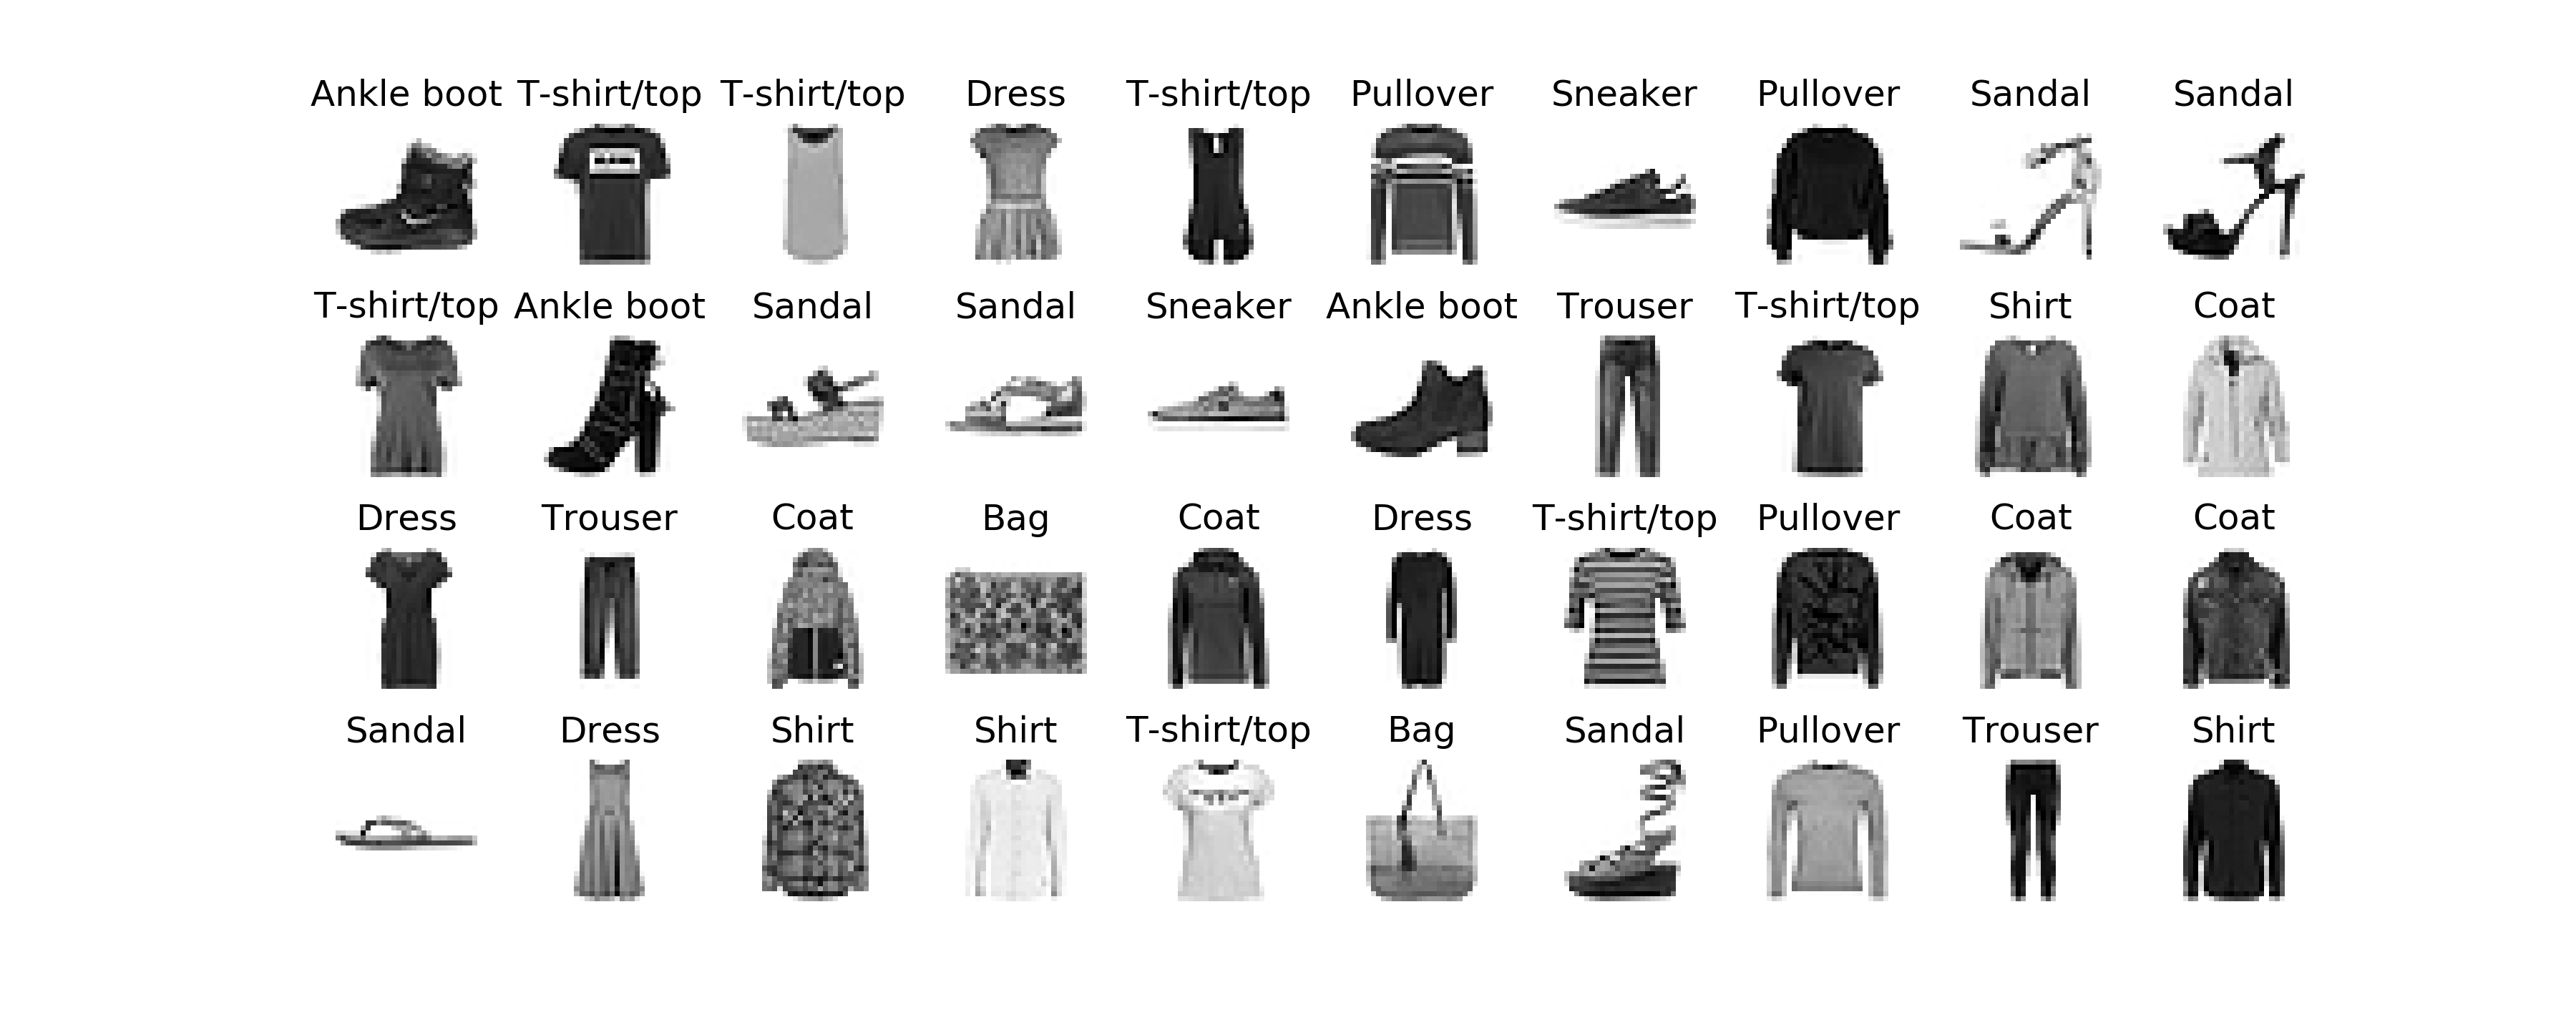 Ankle boot T-shirt/top T-shirt/top Dress T-shirt/top Pullover Sneaker Pullover Sandal Sandal
T-shirt/top Ankle boot Sandal Sandal Sneaker Ankle boot Trouser T-shirt/top Shirt Coat
Dress Trouser Coat Bag Coat Dress T-shirt/top Pullover Coat Coat
Sandal Dress Shirt Shirt T-shirt/top Bag Sandal Pullover Trouser Shirt